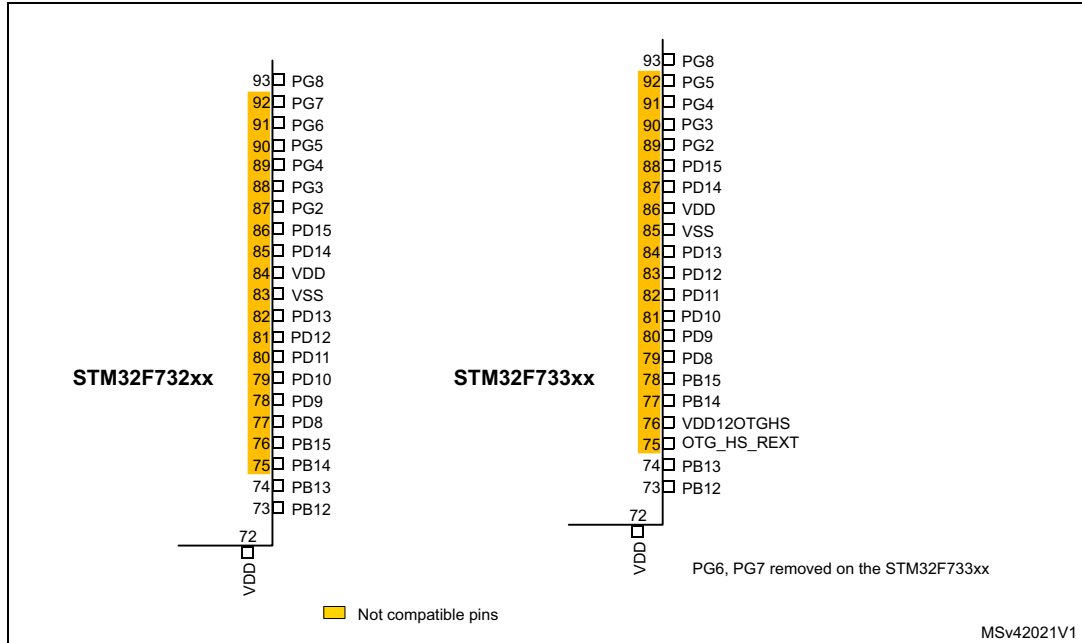 93 PG8
92 PG7
91 PG6
90 PG5
89 PG4
88 PG3
87 PG2
86 PD15
85 PD14
84 VDD
83 VSS
82 PD13
81 PD12
80 PD11
79 PD10
78 PD9
77 PD8
76 PB15
75 PB14
74 PB13
73 PB12
72
VDD
STM32F732xx
93 PG8
92 PG5
91 PG4
90 PG3
89 PG2
88 PD15
87 PD14
86 VDD
85 VSS
84 PD13
83 PD12
82 PD11
81 PD10
80 PD9
79 PD8
78 PB15
77 PB14
76 VDD12OTGHS
75 OTG_HS_REXT
74 PB13
73 PB12
72
VDD
STM32F733xx
PG6, PG7 removed on the STM32F733xx
Not compatible pins
MSv42021V1